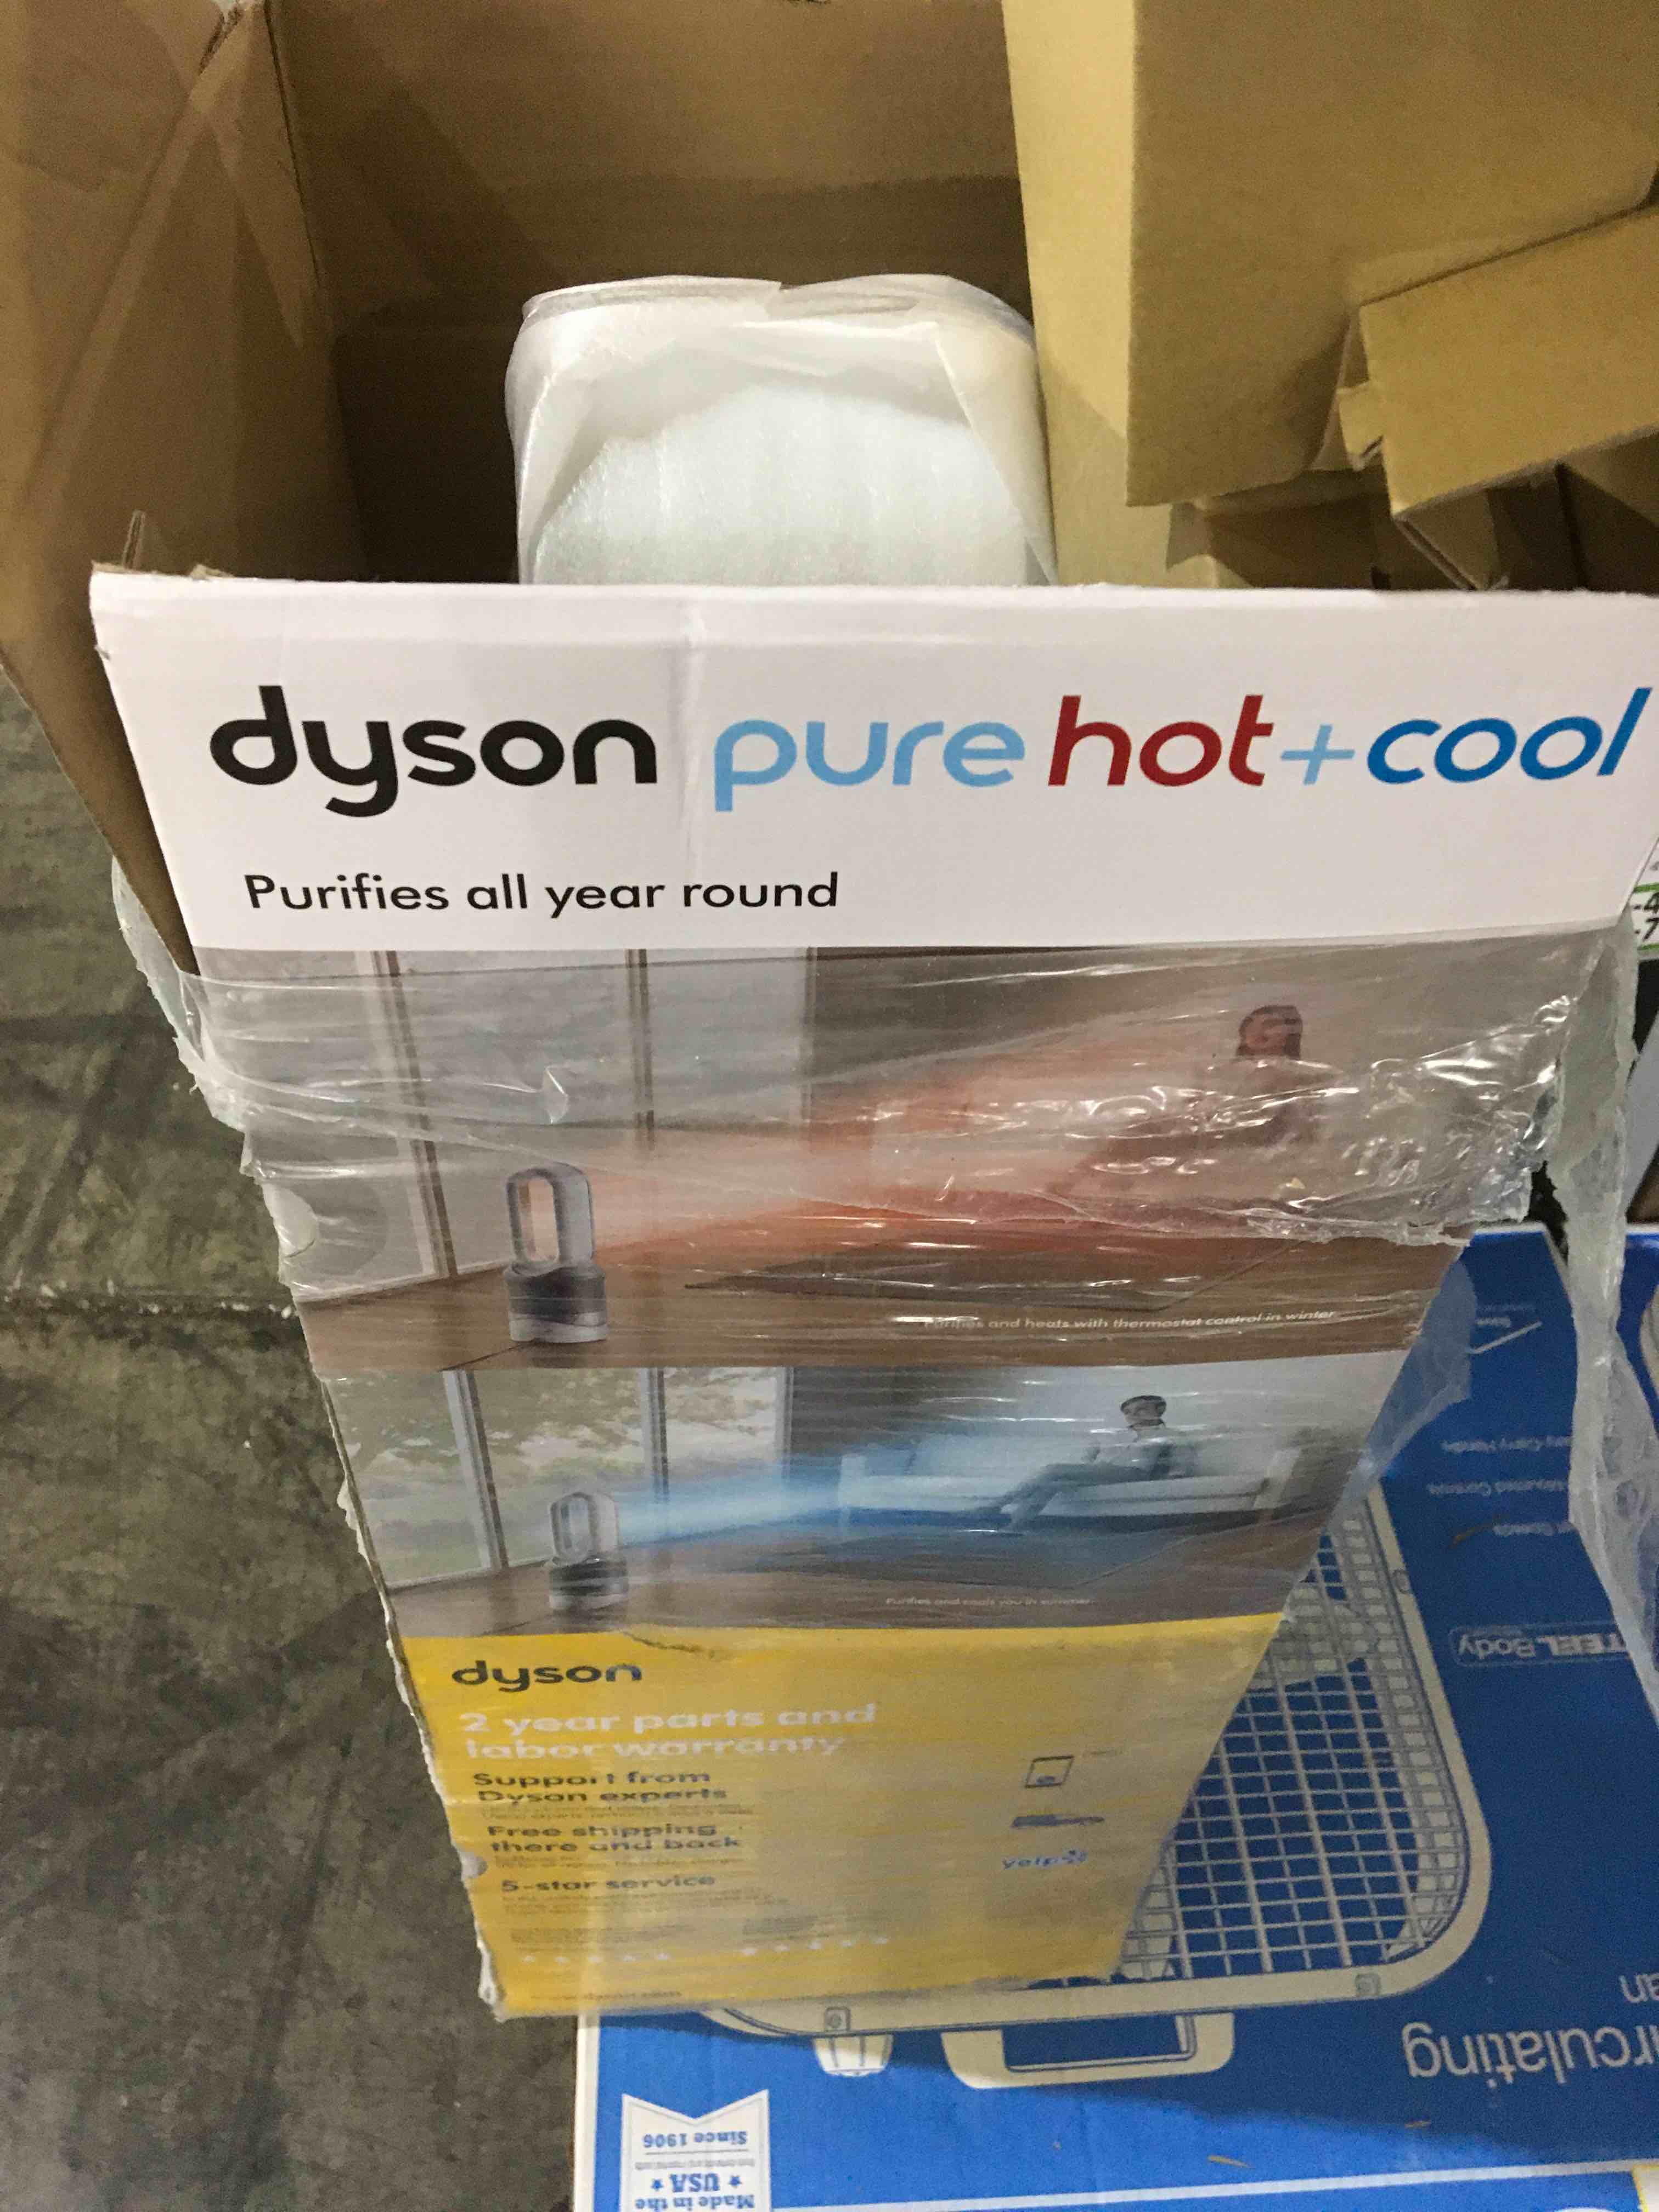 dyson pure hot+cool
Purifies all year round
Purifies and heats with thermostat control in winter
Purifies and cools you in summer
dyson
2 year parts and
labor warranty
Support from
Dyson experts
Free shipping
there and back
5-star service
yelp
STEEL Body
Made in the
USA
Since 1906